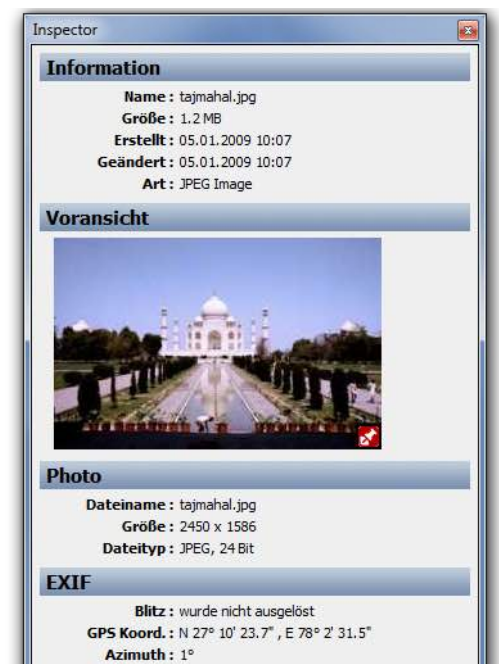 Inspector
Information
Name : tajmahal.jpg
Größe : 1.2 MB
Erstellt : 05.01.2009 10:07
Geändert : 05.01.2009 10:07
Art : JPEG Image
Voransicht
Photo
Dateiname : tajmahal.jpg
Größe : 2450 x 1586
Dateityp : JPEG, 24 Bit
EXIF
Blitz : wurde nicht ausgelöst
GPS Koord. : N 27° 10' 23.7" , E 78° 2' 31.5"
Azimuth : 1°